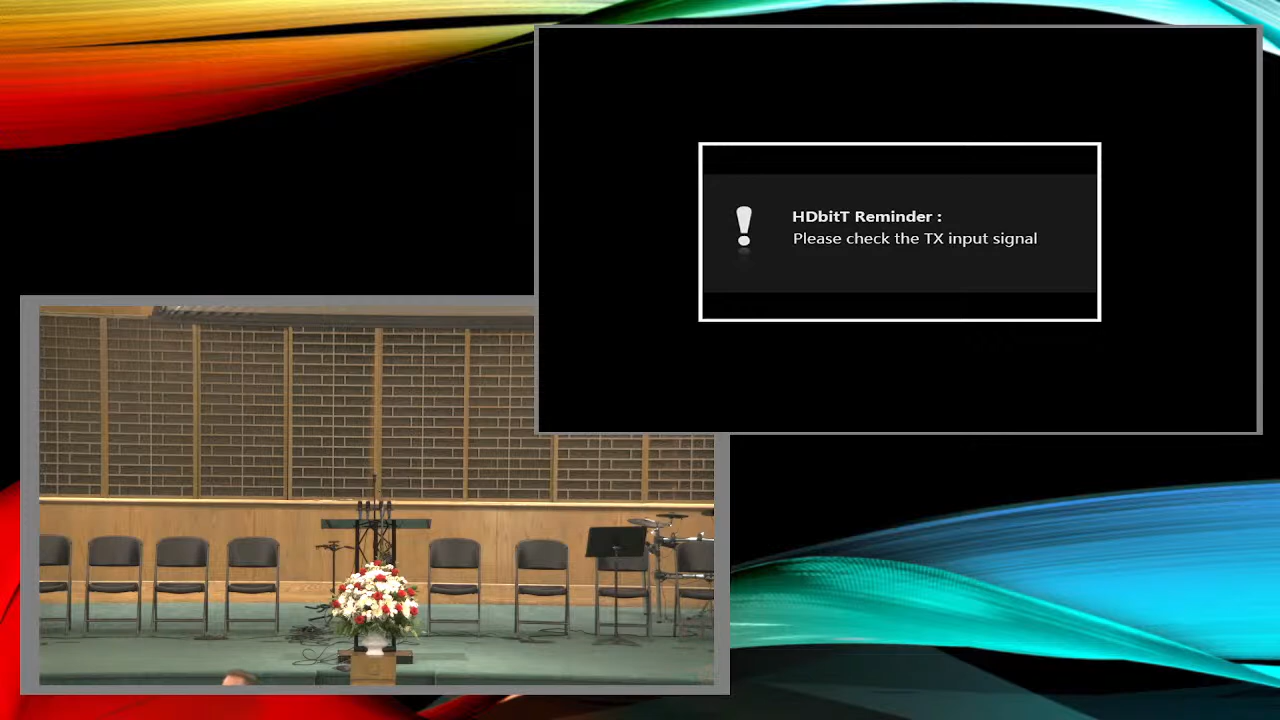 HDbitT Reminder :
Please check the TX input signal